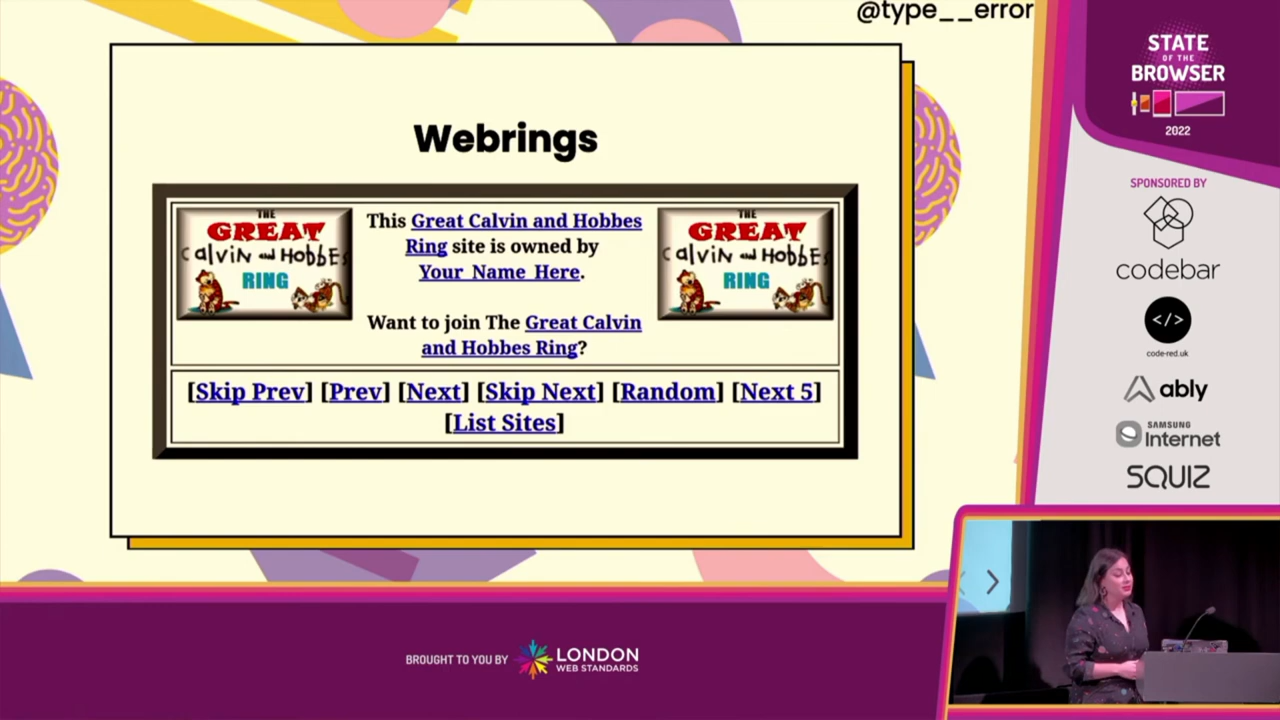 @type__error
Webrings
THE
GREAT
Calvin and HobbEs
RING
This Great Calvin and Hobbes
Ring site is owned by
Your_Name_Here.
Want to join The Great Calvin
and Hobbes Ring?
THE
GREAT
Calvin and HobbEs
RING
[Skip Prev] [Prev] [Next] [Skip Next] [Random] [Next 5]
[List Sites]
STATE
OF THE
BROWSER
2022
SPONSORED BY
codebar
</>
code-red.uk
ably
SAMSUNG
Internet
SQUIZ
BROUGHT TO YOU BY
LONDON
WEB STANDARDS